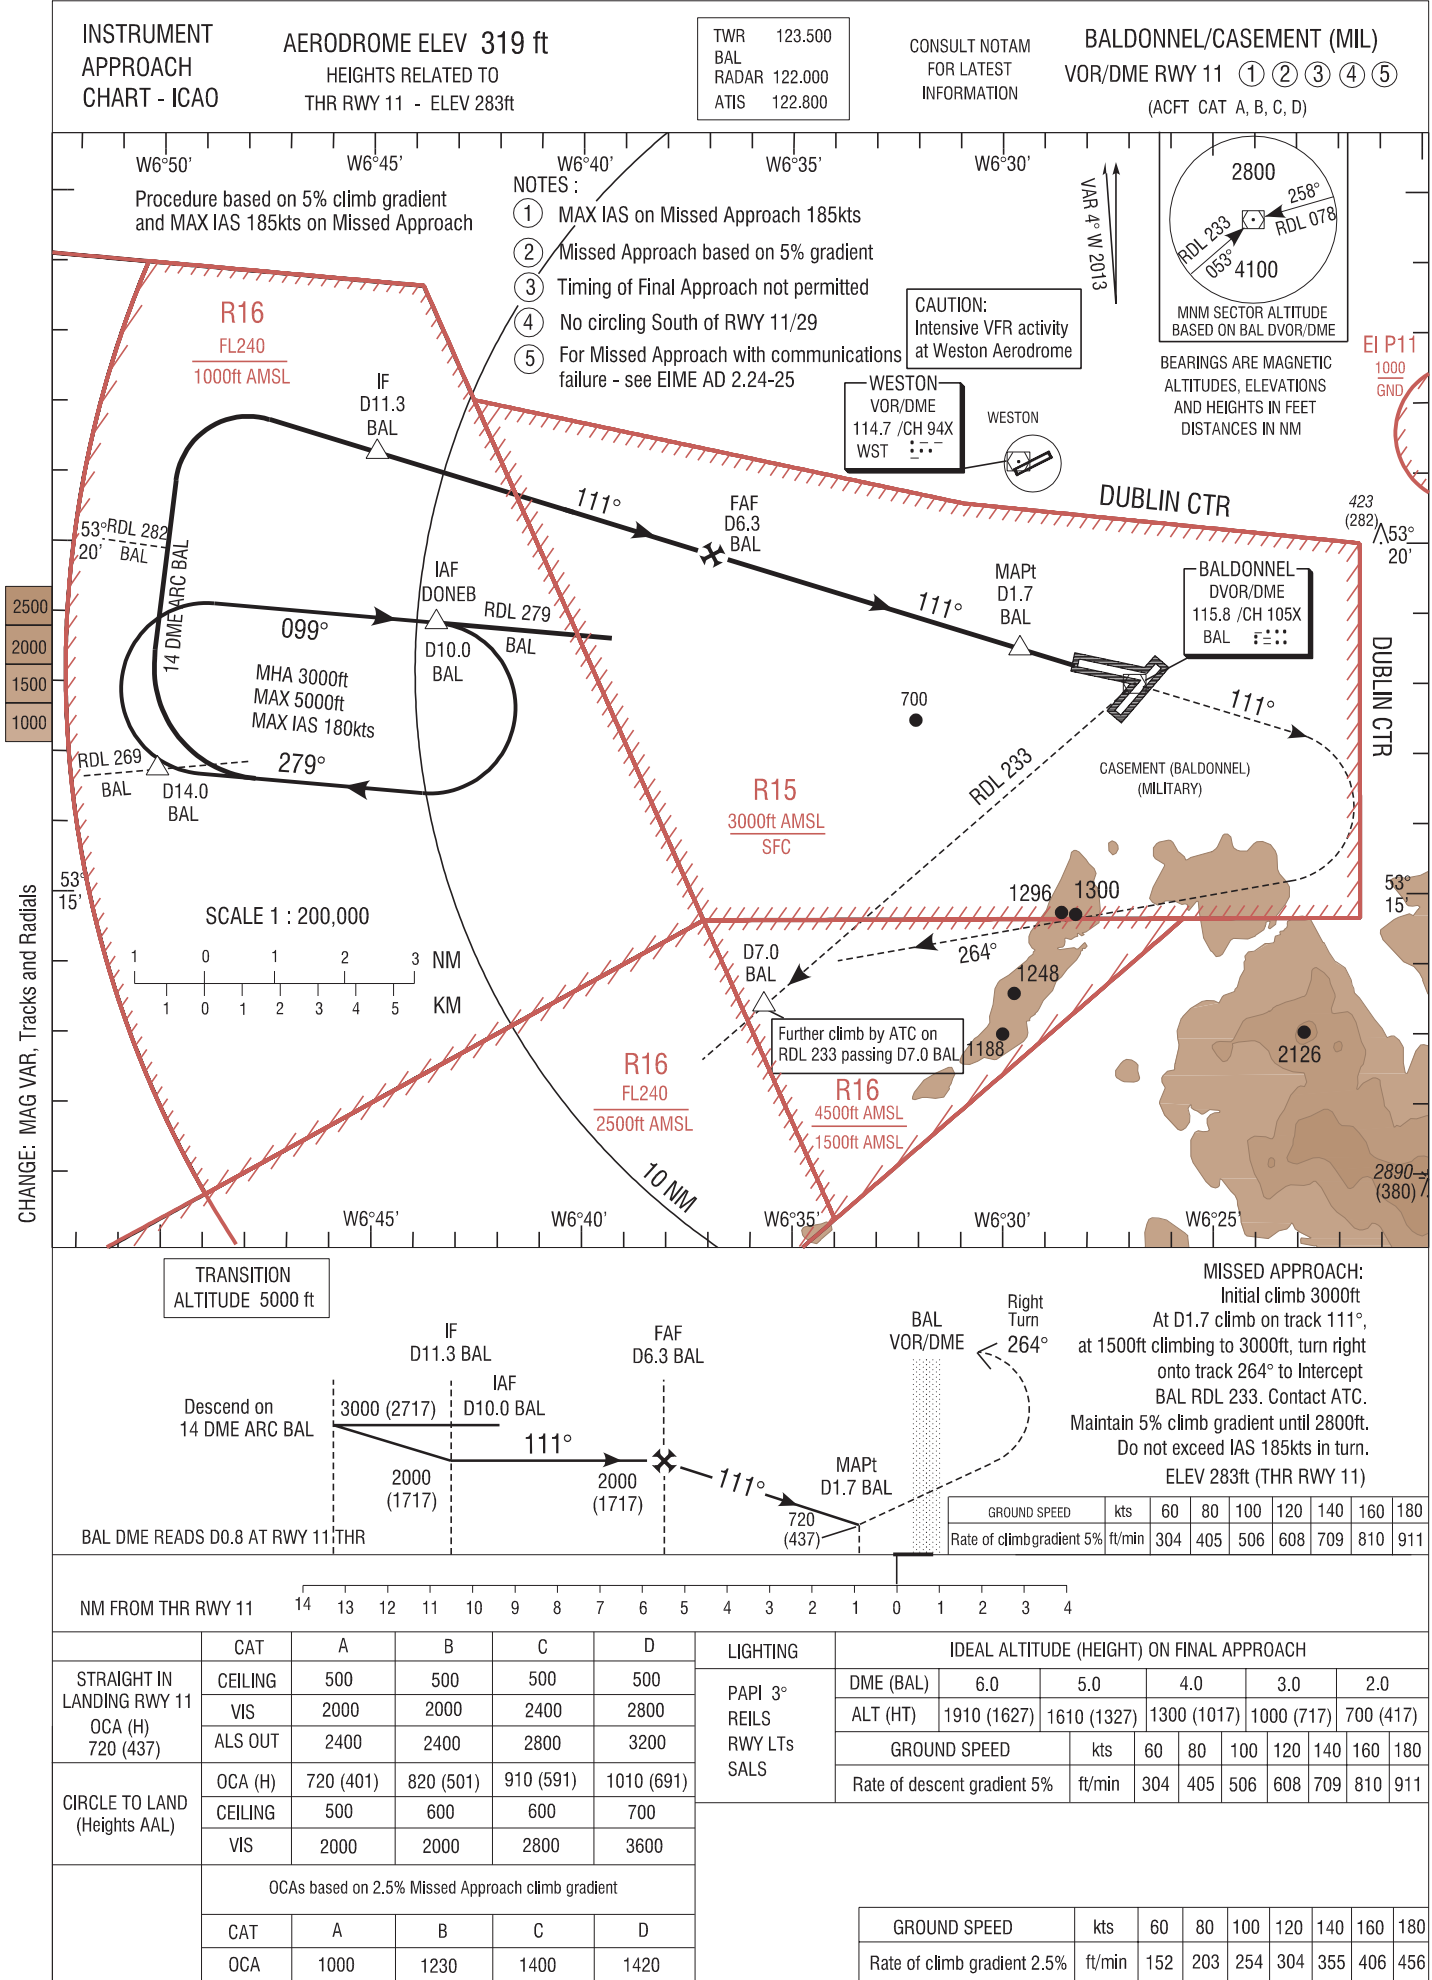 INSTRUMENT
APPROACH
CHART - ICAO
AERODROME ELEV 319 ft
HEIGHTS RELATED TO
THR RWY 11 - ELEV 283ft
TWR 123.500
BAL
RADAR 122.000
ATIS 122.800
CONSULT NOTAM
FOR LATEST
INFORMATION
BALDONNEL/CASEMENT (MIL)
VOR/DME RWY 11 1 2 3 4 5
(ACFT CAT A, B, C, D)
W6°50' W6°45' W6°40' W6°35' W6°30'
Procedure based on 5% climb gradient
and MAX IAS 185kts on Missed Approach
NOTES :
1 MAX IAS on Missed Approach 185kts
2 Missed Approach based on 5% gradient
3 Timing of Final Approach not permitted
4 No circling South of RWY 11/29
5 For Missed Approach with communications
failure - see EIME AD 2.24-25
VAR 4° W 2013
2800
258°
RDL 078
RDL 233
053°
4100
MNM SECTOR ALTITUDE
BASED ON BAL DVOR/DME
BEARINGS ARE MAGNETIC
ALTITUDES, ELEVATIONS
AND HEIGHTS IN FEET
DISTANCES IN NM
CAUTION:
Intensive VFR activity
at Weston Aerodrome
EI P11
1000
GND
R16
FL240
1000ft AMSL
IF
D11.3
BAL
WESTON
VOR/DME
114.7 /CH 94X
WST
WESTON
DUBLIN CTR
423
(282)
53°
20'
111°
FAF
D6.3
BAL
53°
20'
RDL 282
BAL
14 DME ARC BAL
IAF
DONEB
RDL 279
BAL
D10.0
BAL
099°
MHA 3000ft
MAX 5000ft
MAX IAS 180kts
279°
RDL 269
BAL
D14.0
BAL
MAPt
D1.7
BAL
111°
BALDONNEL
DVOR/DME
115.8 /CH 105X
BAL
DUBLIN CTR
111°
2500
2000
1500
1000
700
RDL 233
CASEMENT (BALDONNEL)
(MILITARY)
R15
3000ft AMSL
SFC
53°
15'
53°
15'
1296
1300
264°
1248
1188
2126
2890
(380)
SCALE 1 : 200,000
1 0 1 2 3 NM
1 0 1 2 3 4 5 KM
D7.0
BAL
Further climb by ATC on
RDL 233 passing D7.0 BAL
R16
FL240
2500ft AMSL
R16
4500ft AMSL
1500ft AMSL
10 NM
CHANGE: MAG VAR, Tracks and Radials
W6°45' W6°40' W6°35' W6°30' W6°25'
TRANSITION
ALTITUDE 5000 ft
MISSED APPROACH:
Initial climb 3000ft
At D1.7 climb on track 111°,
at 1500ft climbing to 3000ft, turn right
onto track 264° to Intercept
BAL RDL 233. Contact ATC.
Maintain 5% climb gradient until 2800ft.
Do not exceed IAS 185kts in turn.
ELEV 283ft (THR RWY 11)
IF
D11.3 BAL
FAF
D6.3 BAL
BAL
VOR/DME
Right
Turn
264°
Descend on
14 DME ARC BAL
3000 (2717)
IAF
D10.0 BAL
111°
2000
(1717)
2000
(1717)
111°
MAPt
D1.7 BAL
720
(437)
BAL DME READS D0.8 AT RWY 11 THR
GROUND SPEED kts 60 80 100 120 140 160 180
Rate of climbgradient 5% ft/min 304 405 506 608 709 810 911
NM FROM THR RWY 11 14 13 12 11 10 9 8 7 6 5 4 3 2 1 0 1 2 3 4
STRAIGHT IN
LANDING RWY 11
OCA (H)
720 (437)
CAT A B C D
CEILING 500 500 500 500
VIS 2000 2000 2400 2800
ALS OUT 2400 2400 2800 3200
CIRCLE TO LAND
(Heights AAL)
OCA (H) 720 (401) 820 (501) 910 (591) 1010 (691)
CEILING 500 600 600 700
VIS 2000 2000 2800 3600
OCAs based on 2.5% Missed Approach climb gradient
CAT A B C D
OCA 1000 1230 1400 1420
LIGHTING
PAPI 3°
REILS
RWY LTs
SALS
IDEAL ALTITUDE (HEIGHT) ON FINAL APPROACH
DME (BAL) 6.0 5.0 4.0 3.0 2.0
ALT (HT) 1910 (1627) 1610 (1327) 1300 (1017) 1000 (717) 700 (417)
GROUND SPEED kts 60 80 100 120 140 160 180
Rate of descent gradient 5% ft/min 304 405 506 608 709 810 911
GROUND SPEED kts 60 80 100 120 140 160 180
Rate of climb gradient 2.5% ft/min 152 203 254 304 355 406 456